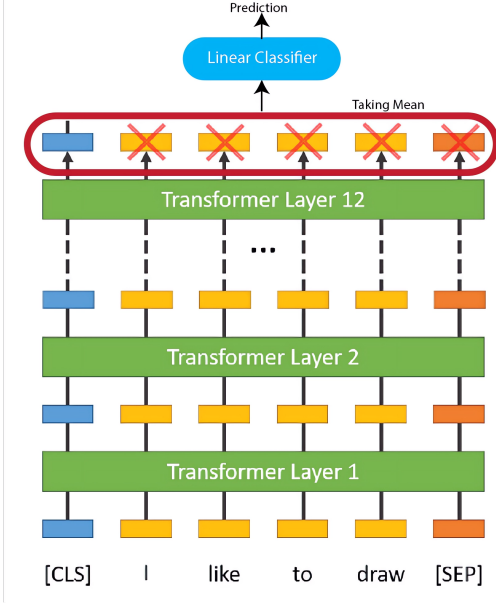 Prediction
Linear Classifier
Taking Mean
Transformer Layer 12
...
Transformer Layer 2
Transformer Layer 1
[CLS] I like to draw [SEP]